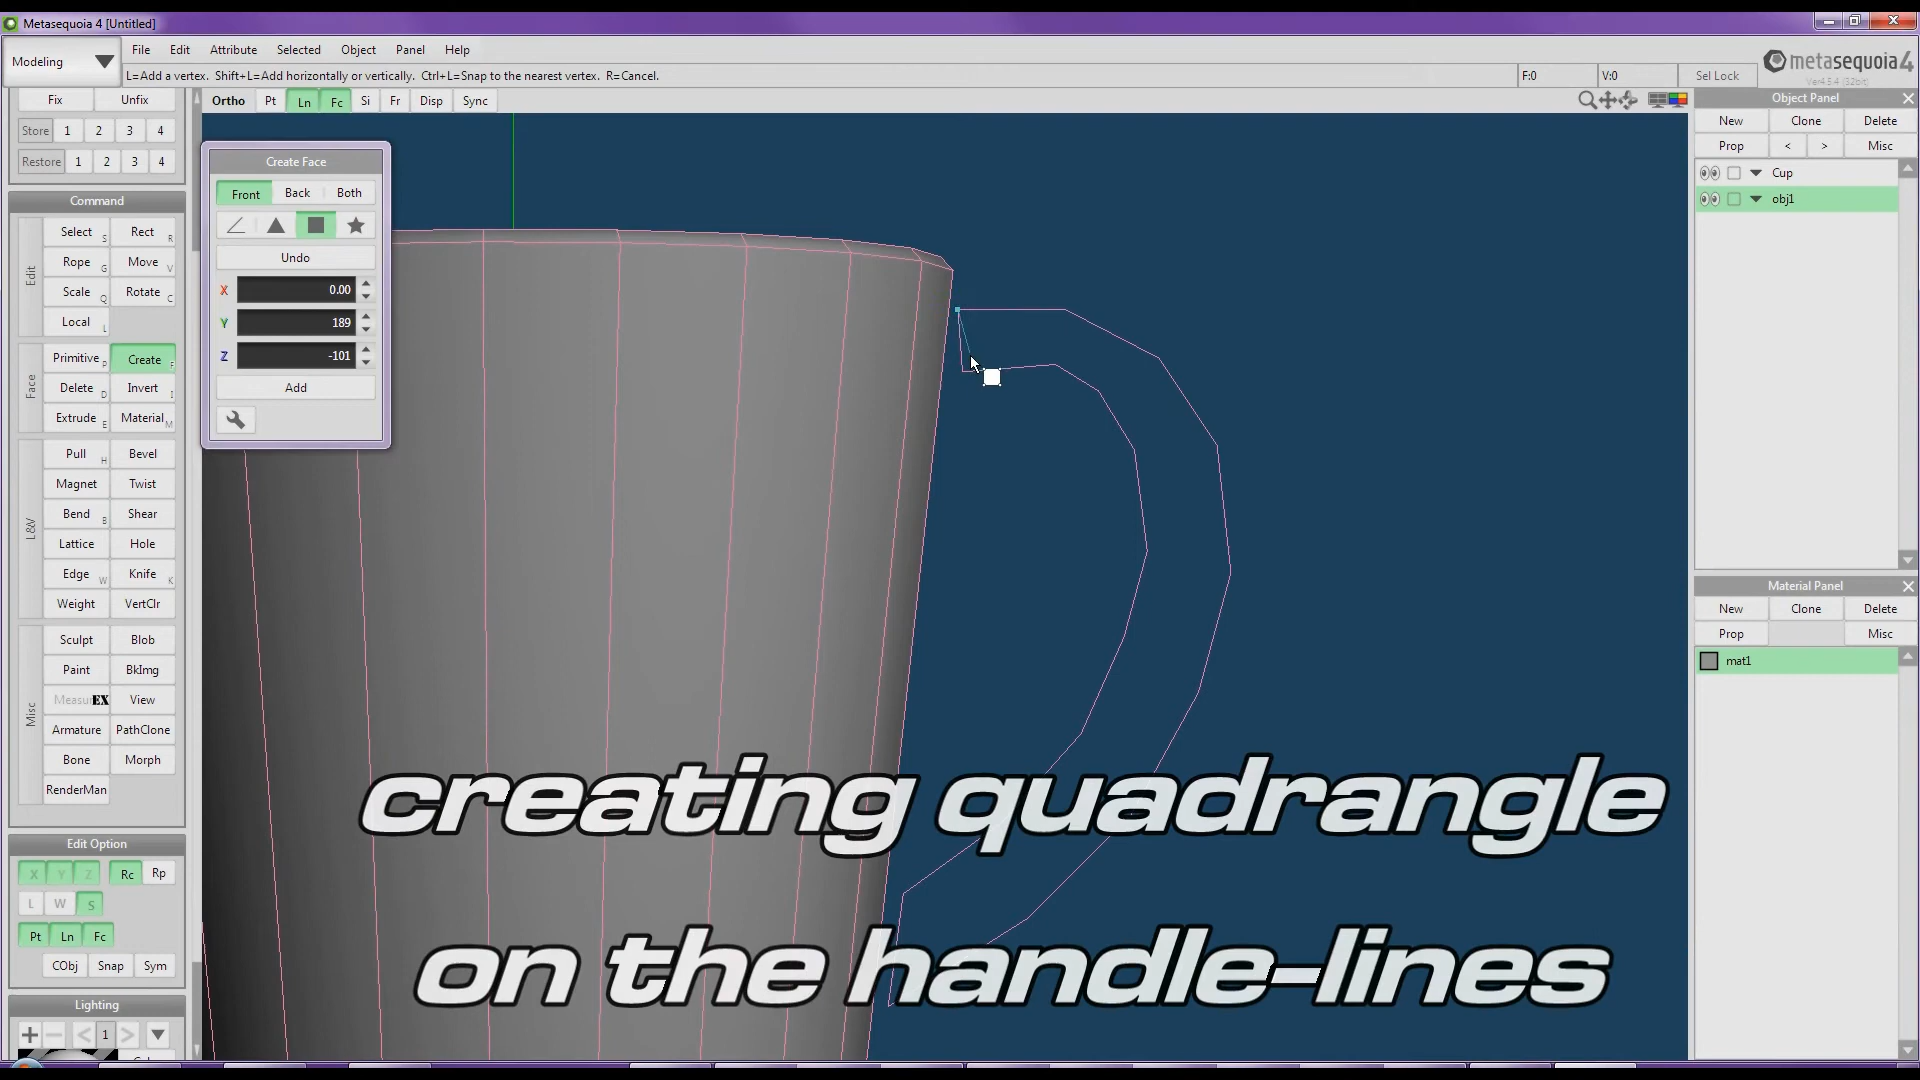 Metasequoia 4 [Untitled]
Modeling
File Edit Attribute Selected Object Panel Help
L=Add a vertex. Shift+L=Add horizontally or vertically. Ctrl+L=Snap to the nearest vertex. R=Cancel.
F:0 V:0 Sel Lock
metasequoia4
Ver4.5.4 (32bit)
Fix Unfix
Store 1 2 3 4
Restore 1 2 3 4
Ortho Pt Ln Fc Si Fr Disp Sync
Create Face
Front Back Both
Undo
X 0.00
Y 189
Z -101
Add
Command
Edit
Select S Rect R
Rope G Move V
Scale Q Rotate C
Local L
Face
Primitive P Create F
Delete D Invert I
Extrude E Material M
L&W
Pull H Bevel
Magnet Twist
Bend B Shear
Lattice Hole
Edge W Knife K
Weight VertClr
Misc
Sculpt Blob
Paint BkImg
EX View
Armature PathClone
Bone Morph
RenderMan
Edit Option
X Y Z Rc Rp
L W S
Pt Ln Fc
CObj Snap Sym
Lighting
+ − < 1 >
Object Panel
New Clone Delete
Prop < > Misc
Cup
obj1
Material Panel
New Clone Delete
Prop Misc
mat1
creating quadrangle
on the handle-lines